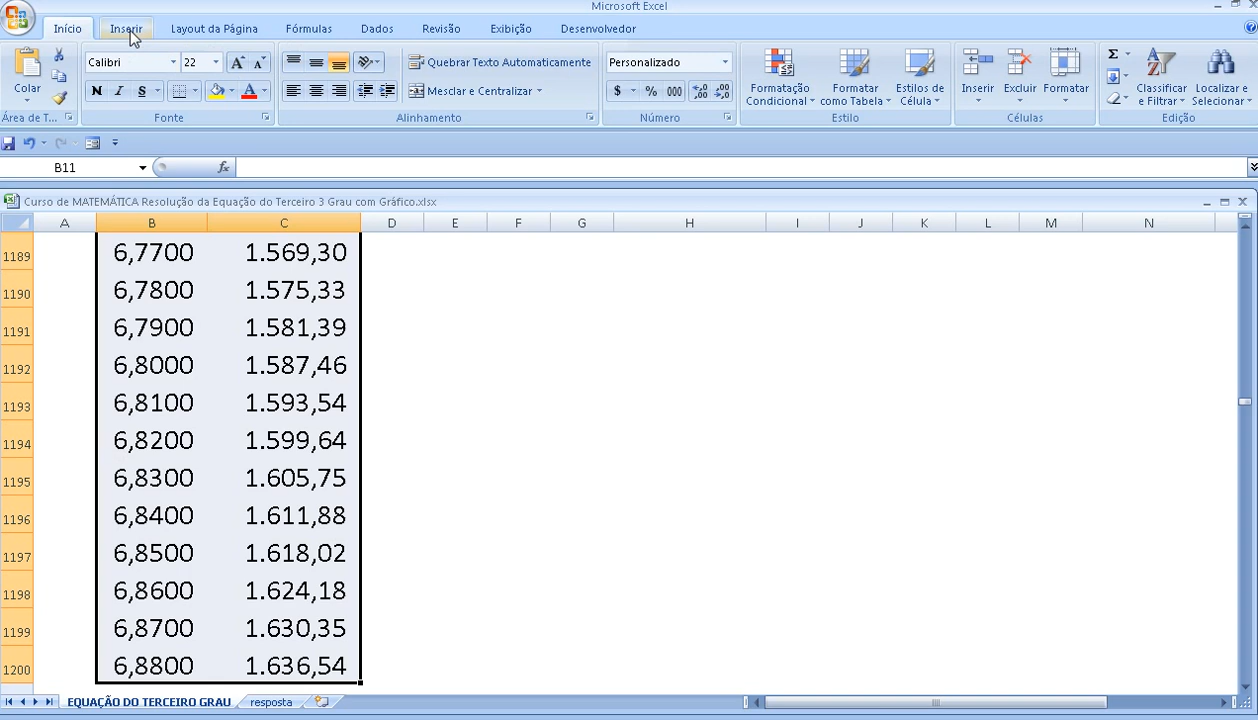 Microsoft Excel
Início Inserir Layout da Página Fórmulas Dados Revisão Exibição Desenvolvedor
Colar
Área de T...
Calibri 22
N I S
Fonte
Quebrar Texto Automaticamente
Mesclar e Centralizar
Alinhamento
Personalizado
$ % 000
Número
Formatação Condicional
Formatar como Tabela
Estilos de Célula
Estilo
Inserir Excluir Formatar
Células
Σ
Classificar e Filtrar
Localizar e Selecionar
Edição
B11 fx
Curso de MATEMÁTICA Resolução da Equação do Terceiro 3 Grau com Gráfico.xlsx
A B C D E F G H I J K L M N
1189 6,7700 1.569,30
1190 6,7800 1.575,33
1191 6,7900 1.581,39
1192 6,8000 1.587,46
1193 6,8100 1.593,54
1194 6,8200 1.599,64
1195 6,8300 1.605,75
1196 6,8400 1.611,88
1197 6,8500 1.618,02
1198 6,8600 1.624,18
1199 6,8700 1.630,35
1200 6,8800 1.636,54
EQUAÇÃO DO TERCEIRO GRAU resposta